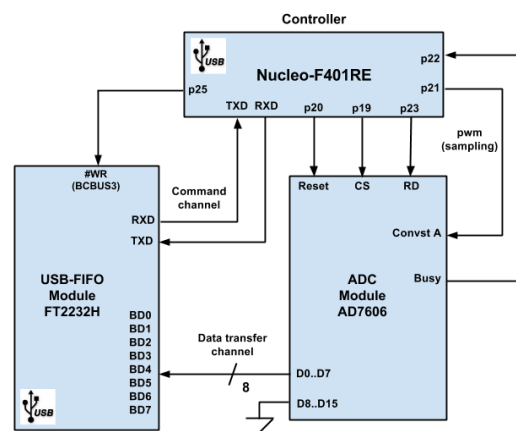 Controller
USB
Nucleo-F401RE
p22
p21
p25
TXD RXD p20 p19 p23
pwm
(sampling)
#WR
(BCBUS3)
Command
channel
RXD
TXD
Reset CS RD
Convst A
Busy
USB-FIFO
Module
FT2232H
ADC
Module
AD7606
BD0
BD1
BD2
BD3
BD4
BD5
BD6
BD7
Data transfer
channel
8
D0..D7
D8..D15
USB